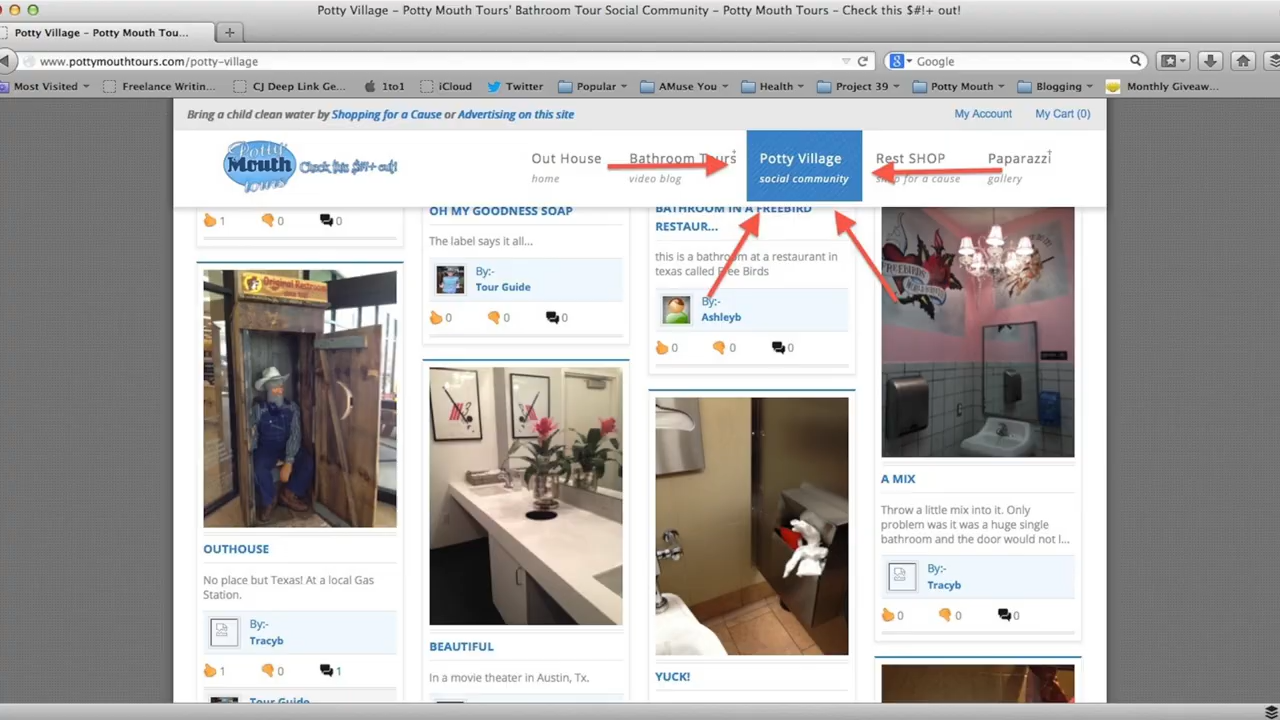 Potty Village – Potty Mouth Tours' Bathroom Tour Social Community – Potty Mouth Tours - Check this $#!+ out!
Potty Village – Potty Mouth Tou...
www.pottymouthtours.com/potty-village
Google
Most Visited
Freelance Writin...
CJ Deep Link Ge...
1to1
iCloud
Twitter
Popular
AMuse You
Health
Project 39
Potty Mouth
Blogging
Monthly Giveaw...
Bring a child clean water by Shopping for a Cause or Advertising on this site
My Account
My Cart (0)
Potty
Mouth
Tours
Check this $#!+ out!
Out House
home
Bathroom Tours
video blog
Potty Village
social community
Rest SHOP
shop for a cause
Paparazzi
gallery
1
0
0
OUTHOUSE
No place but Texas! At a local Gas
Station.
By:-
Tracyb
1
0
1
Tour Guide
OH MY GOODNESS SOAP
The label says it all...
By:-
Tour Guide
0
0
0
BEAUTIFUL
In a movie theater in Austin, Tx.
BATHROOM IN A FREEBIRD
RESTAUR...
this is a bathroom at a restaurant in
texas called Free Birds
By:-
Ashleyb
0
0
0
YUCK!
FREEBIRDS
A MIX
Throw a little mix into it. Only
problem was it was a huge single
bathroom and the door would not l...
By:-
Tracyb
0
0
0